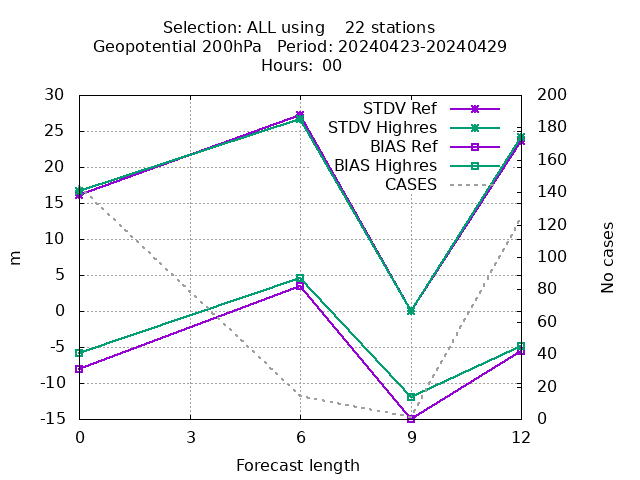 Selection: ALL using    22 stations
Geopotential 200hPa   Period: 20240423-20240429
Hours: 00
STDV Ref
STDV Highres
BIAS Ref
BIAS Highres
CASES
30
25
20
15
10
5
0
-5
-10
-15
m
200
180
160
140
120
100
80
60
40
20
0
No cases
0 3 6 9 12
Forecast length